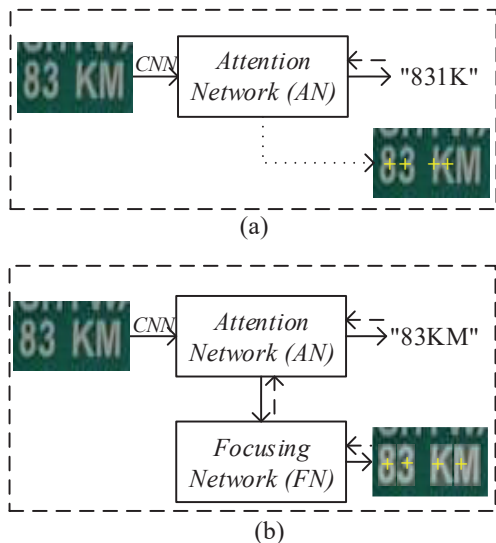 83 KM
CNN
Attention
Network (AN)
"831K"
83 KM
(a)
83 KM
CNN
Attention
Network (AN)
"83KM"
Focusing
Network (FN)
83 KM
(b)